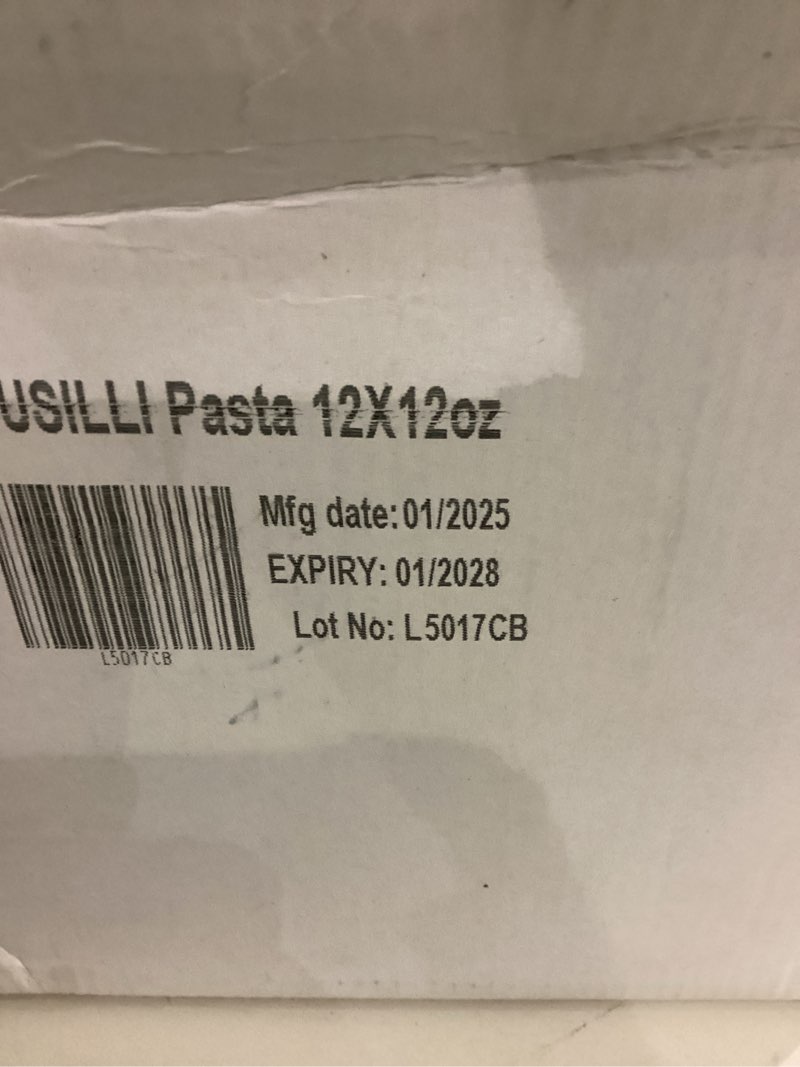 USILLI Pasta 12X12oz
Mfg date: 01/2025
EXPIRY: 01/2028
Lot No: L5017CB
L5017CB